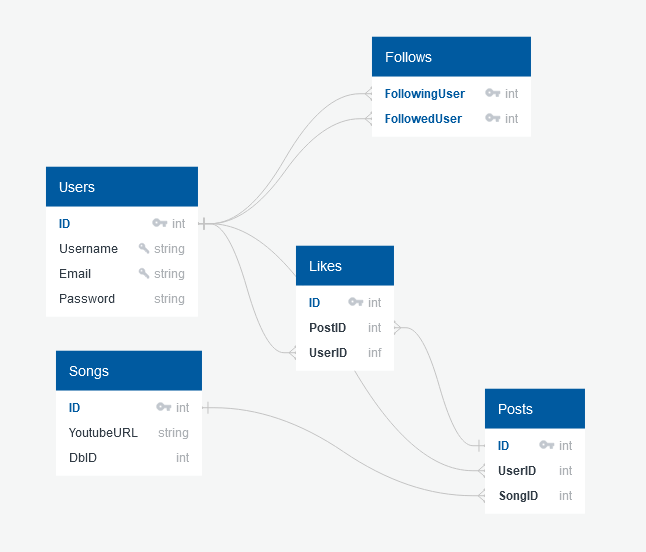 Follows
FollowingUser int
FollowedUser int
Users
ID int
Username string
Email string
Password string
Likes
ID int
PostID int
UserID inf
Songs
ID int
YoutubeURL string
DbID int
Posts
ID int
UserID int
SongID int